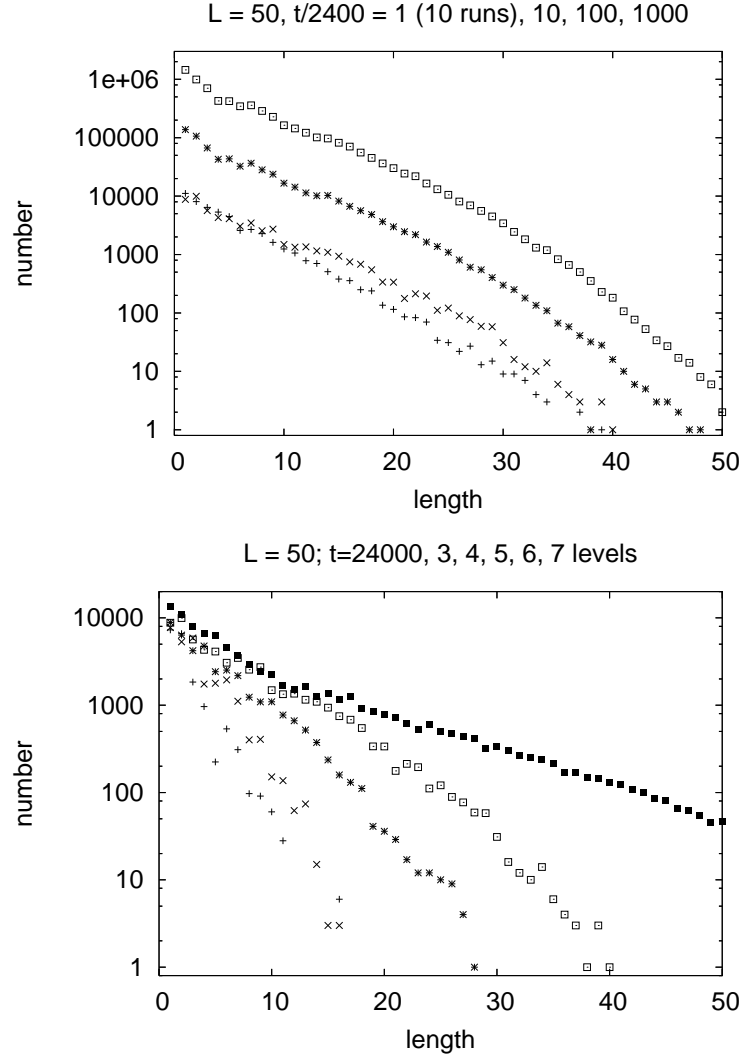 L = 50, t/2400 = 1 (10 runs), 10, 100, 1000
1e+06
100000
10000
1000
100
10
1
number
0 10 20 30 40 50
length
L = 50; t=24000, 3, 4, 5, 6, 7 levels
10000
1000
100
10
1
number
0 10 20 30 40 50
length